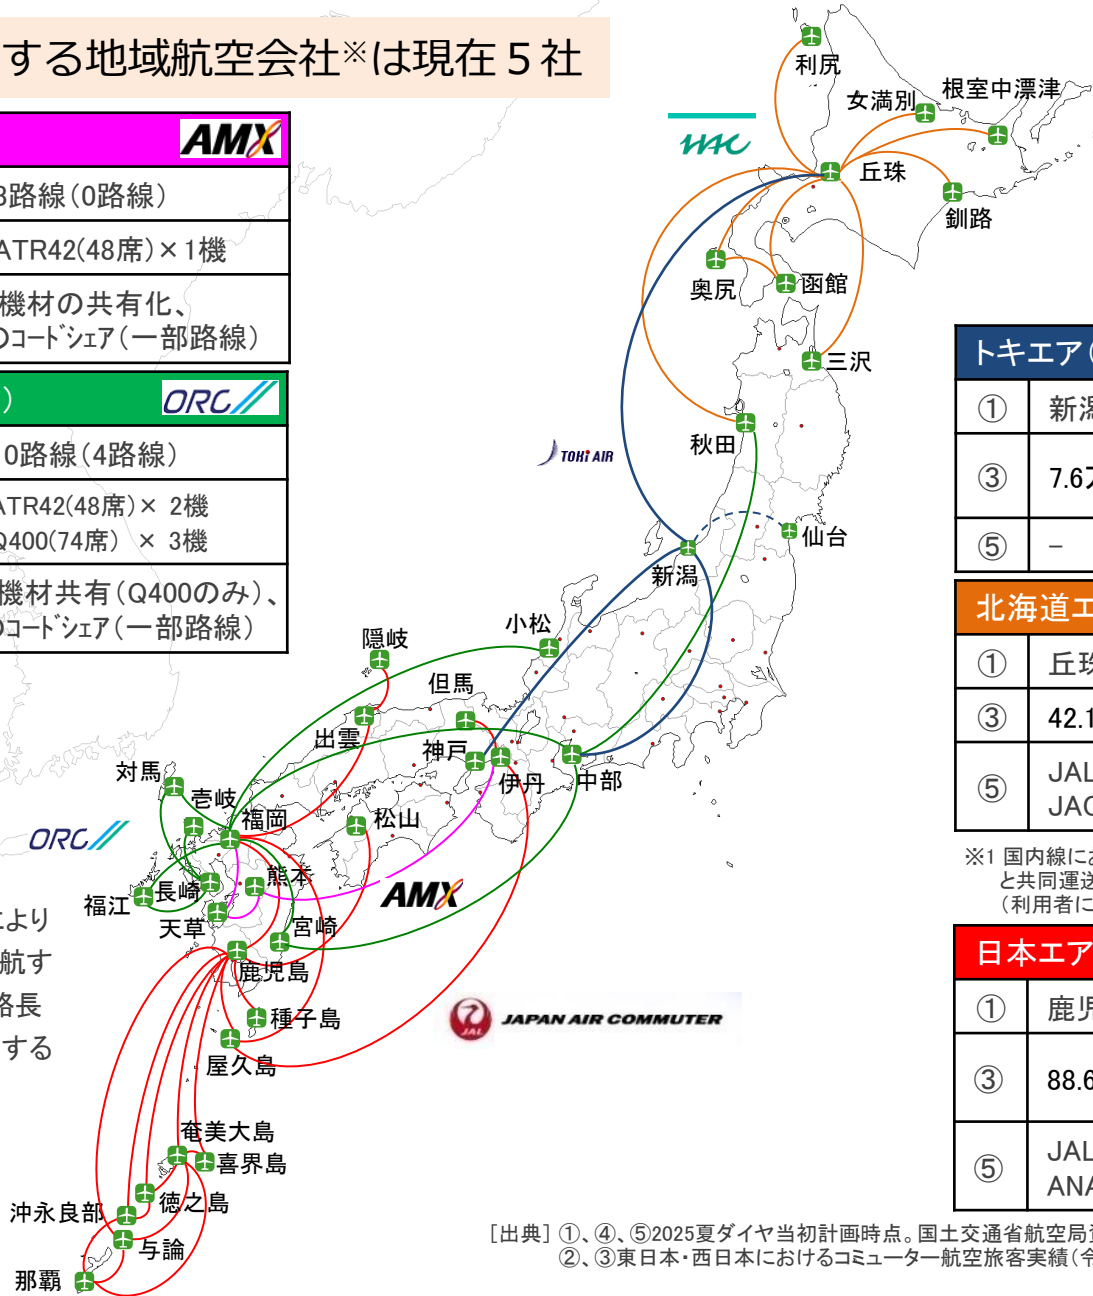 する地域航空会社※は現在５社
AMX
3路線(0路線)
ATR42(48席)×1機
機材の共有化、
のコードシェア(一部路線)
)
ORC
0路線(4路線)
ATR42(48席)× 2機
Q400(74席) × 3機
機材共有(Q400のみ)、
のコードシェア(一部路線)
により
航す
路長
する
HAC
利尻
女満別
根室中標津
丘珠
釧路
奥尻
函館
三沢
秋田
TOKI AIR
仙台
新潟
小松
隠岐
但馬
出雲
神戸
伊丹
中部
対馬
壱岐
福岡
松山
ORC
長崎
熊本
AMX
福江
天草
宮崎
鹿児島
種子島
屋久島
JAL
JAPAN AIR COMMUTER
奄美大島
喜界島
徳之島
沖永良部
与論
那覇
トキエア(
① 新潟
③ 7.6万
⑤ －
北海道エ
① 丘珠
③ 42.1
⑤ JAL
JAC
※1 国内線にお
と共同運送
(利用者に
日本エア
① 鹿児
③ 88.6
⑤ JAL
ANA
[出典] ①、④、⑤2025夏ダイヤ当初計画時点。国土交通省航空局資
②、③東日本・西日本におけるコミューター航空旅客実績(令